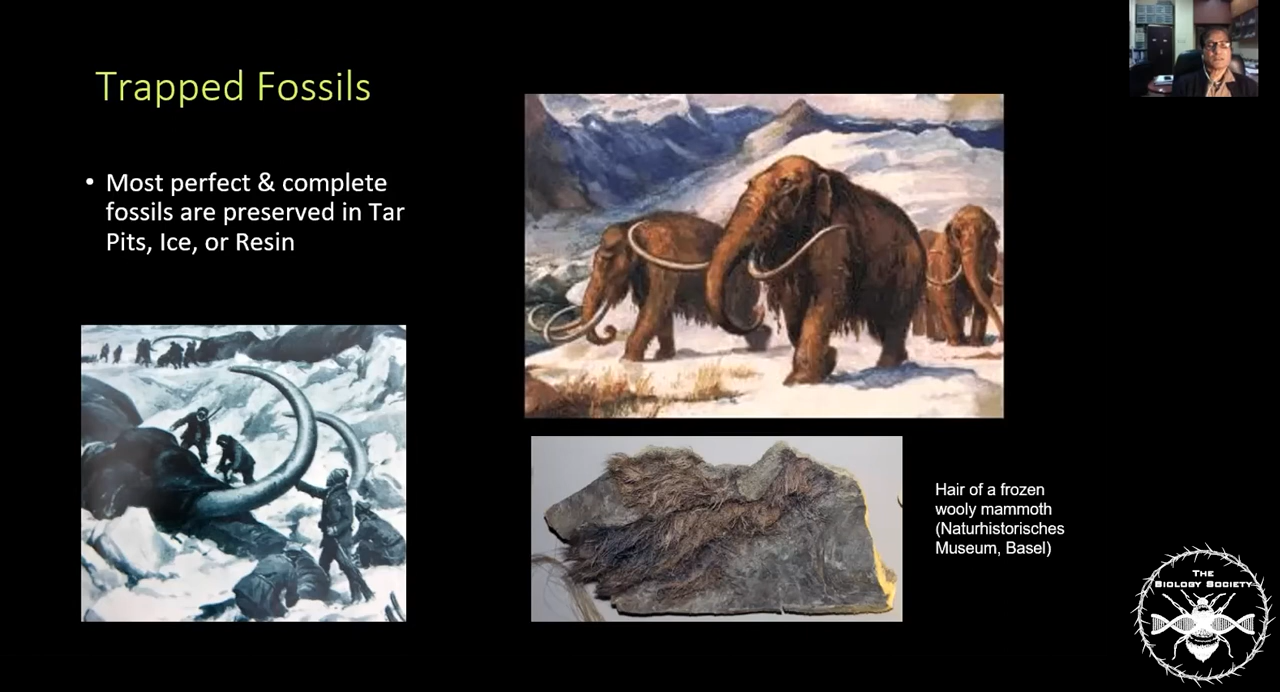 Trapped Fossils
• Most perfect & complete
fossils are preserved in Tar
Pits, Ice, or Resin
Hair of a frozen
wooly mammoth
(Naturhistorisches
Museum, Basel)
THE
BIOLOGY SOCIETY